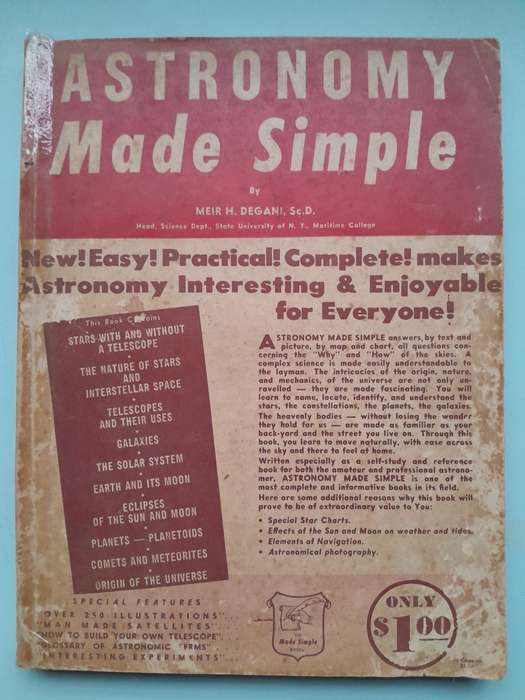 ASTRONOMY
Made Simple
By
MEIR H. DEGANI, Sc.D.
Head, Science Dept., State University of N. Y., Maritime College
New! Easy! Practical! Complete! makes
Astronomy Interesting & Enjoyable
for Everyone!
This Book Contains
STARS WITH AND WITHOUT
A TELESCOPE
•
THE NATURE OF STARS
AND
INTERSTELLAR SPACE
•
TELESCOPES
AND THEIR USES
•
GALAXIES
•
THE SOLAR SYSTEM
•
EARTH AND ITS MOON
•
ECLIPSES
OF THE SUN AND MOON
•
PLANETS — PLANETOIDS
•
COMETS AND METEORITES
•
ORIGIN OF THE UNIVERSE
ASTRONOMY MADE SIMPLE answers, by text and
picture, by map and chart, all questions con-
cerning the "Why" and "How" of the skies. A
complex science is made easily understandable to
the layman. The intricacies of the origin, nature,
and mechanics, of the universe are not only un-
ravelled — they are made fascinating. You will
learn to name, locate, identify, and understand the
stars, the constellations, the planets, the galaxies.
The heavenly bodies — without losing the wonder
they hold for us — are made as familiar as your
back-yard and the street you live on. Through this
book, you learn to move naturally, with ease across
the sky and there to feel at home.
Written especially as a self-study and reference
book for both the amateur and professional astrono-
mer, ASTRONOMY MADE SIMPLE is one of the
most complete and informative books in its field.
Here are some additional reasons why this book will
prove to be of extraordinary value to You:
• Special Star Charts.
• Effects of the Sun and Moon on weather and tides.
• Elements of Navigation.
• Astronomical photography.
SPECIAL FEATURES
"OVER 250 ILLUSTRATIONS"...
"MAN MADE SATELLITES"...
"HOW TO BUILD YOUR OWN TELESCOPE"
"GLOSSARY OF ASTRONOMIC TERMS"
"INTERESTING EXPERIMENTS"...
THE
Made Simple
BOOKS
ONLY
$1.00